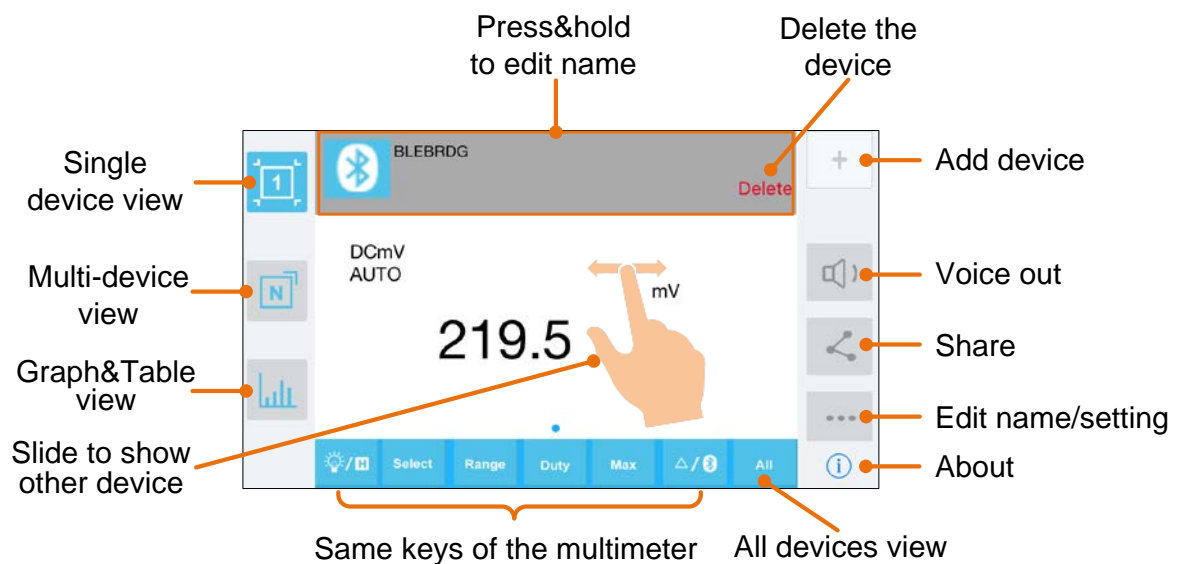 Press&hold
to edit name
Delete the
device
Single
device view
BLEBRDG
Delete
+
Add device
DCmV
AUTO
mV
Multi-device
view
N
1
Voice out
219.5
Share
Graph&Table
view
Edit name/setting
Slide to show
other device
/H Select Range Duty Max △/ All
i
About
Same keys of the multimeter
All devices view